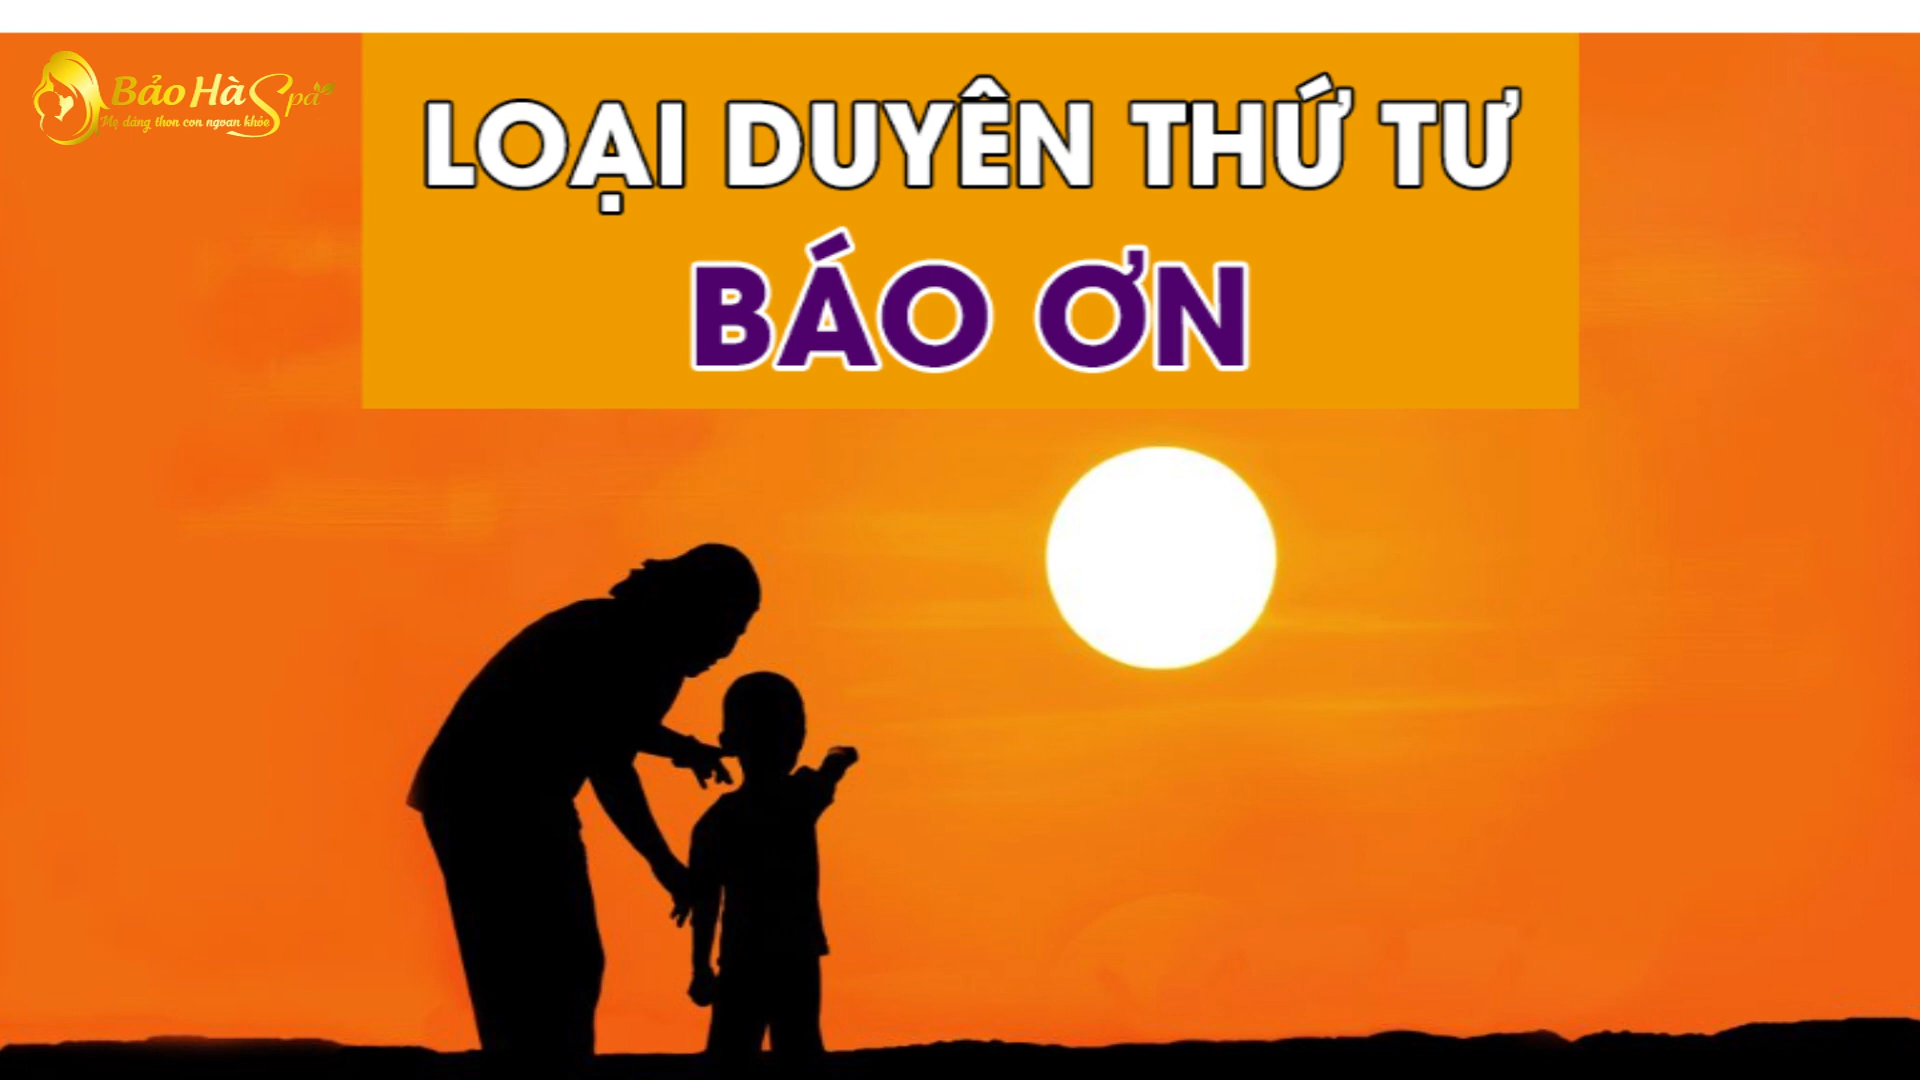 Bảo Hà Spa
Mẹ dáng thon con ngoan khỏe
LOẠI DUYÊN THỨ TƯ
BÁO ƠN